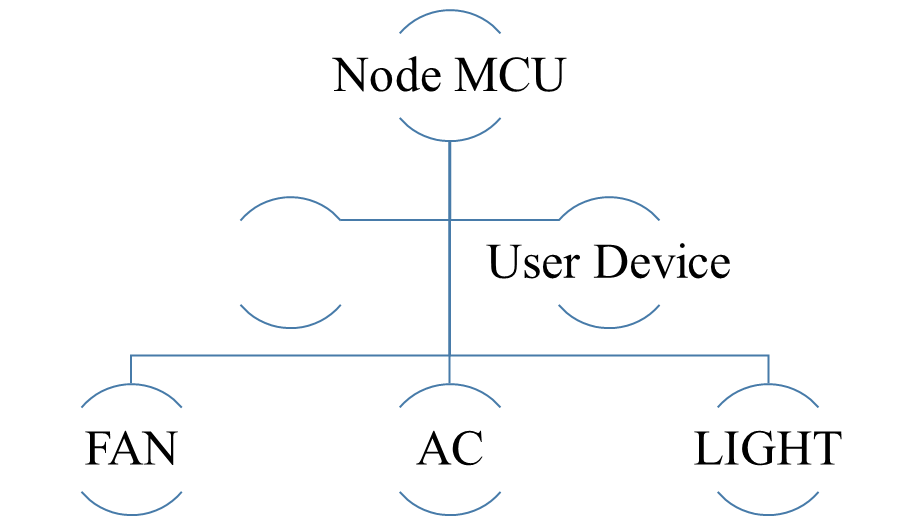 Node MCU
User Device
FAN
AC
LIGHT